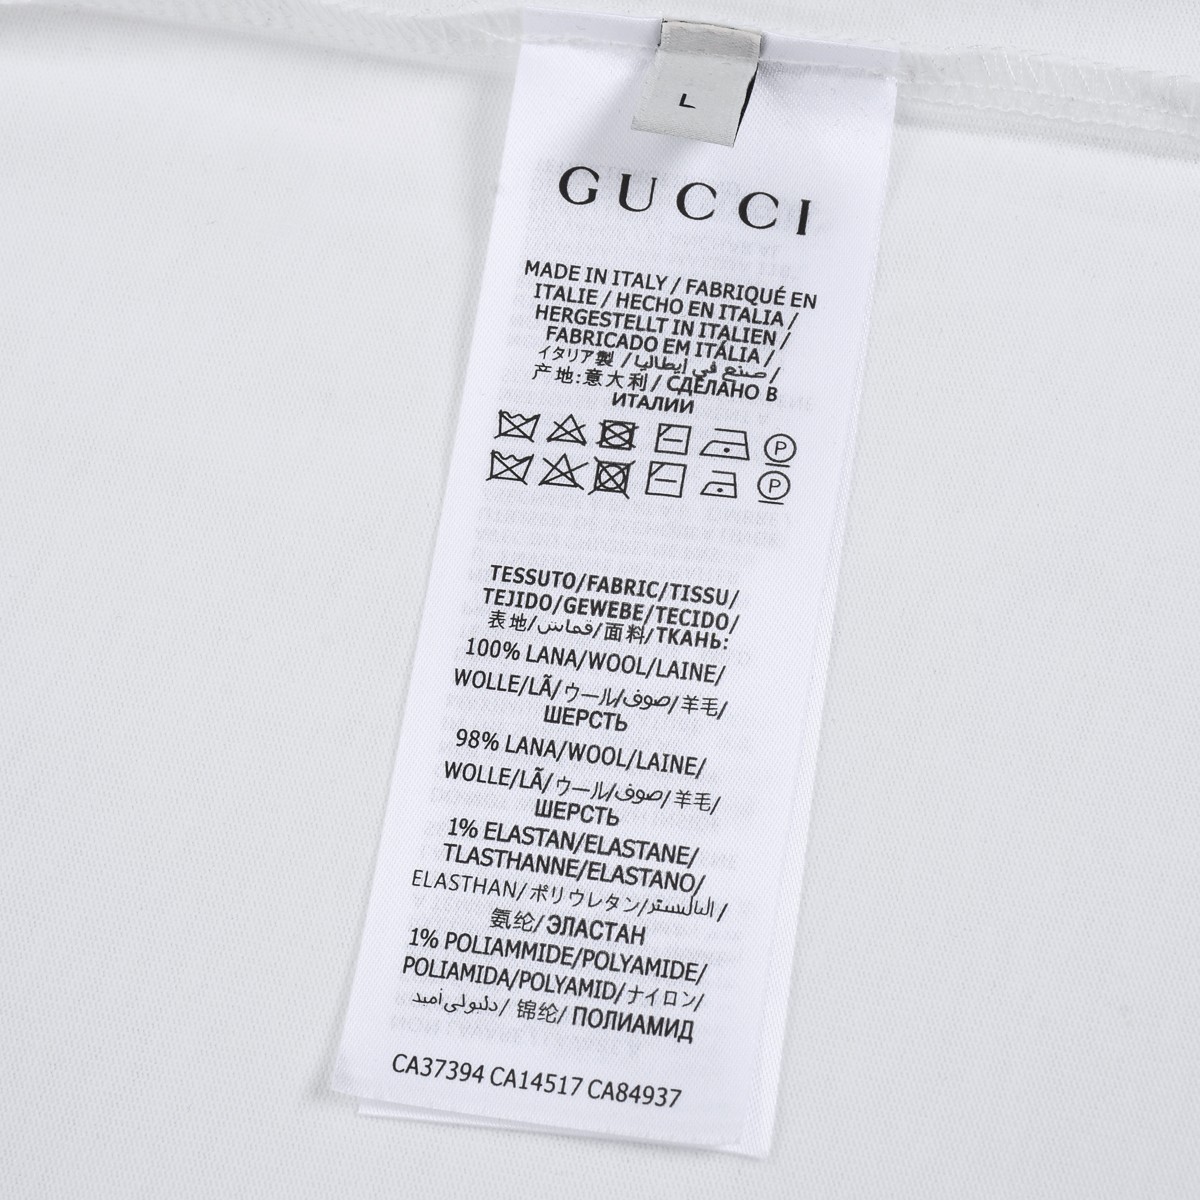 L
GUCCI
MADE IN ITALY / FABRIQUÉ EN
ITALIE / HECHO EN ITALIA /
HERGESTELLT IN ITALIEN /
FABRICADO EM ITÁLIA /
イタリア製 / صنع في إيطاليا /
产地:意大利 / СДЕЛАНО В
ИТАЛИИ
P
P
TESSUTO/FABRIC/TISSU/
TEJIDO/GEWEBE/TECIDO/
表地/قماش/面料/ТКАНЬ:
100% LANA/WOOL/LAINE/
WOLLE/LÃ/ウール/صوف/羊毛/
ШЕРСТЬ
98% LANA/WOOL/LAINE/
WOLLE/LÃ/ウール/صوف/羊毛/
ШЕРСТЬ
1% ELASTAN/ELASTANE/
TLASTHANNE/ELASTANO/
ELASTHAN/ポリウレタン/ /
氨纶/ЭЛАСТАН
1% POLIAMMIDE/POLYAMIDE/
POLIAMIDA/POLYAMID/ナイロン/
/ 锦纶/ ПОЛИАМИД
CA37394 CA14517 CA84937